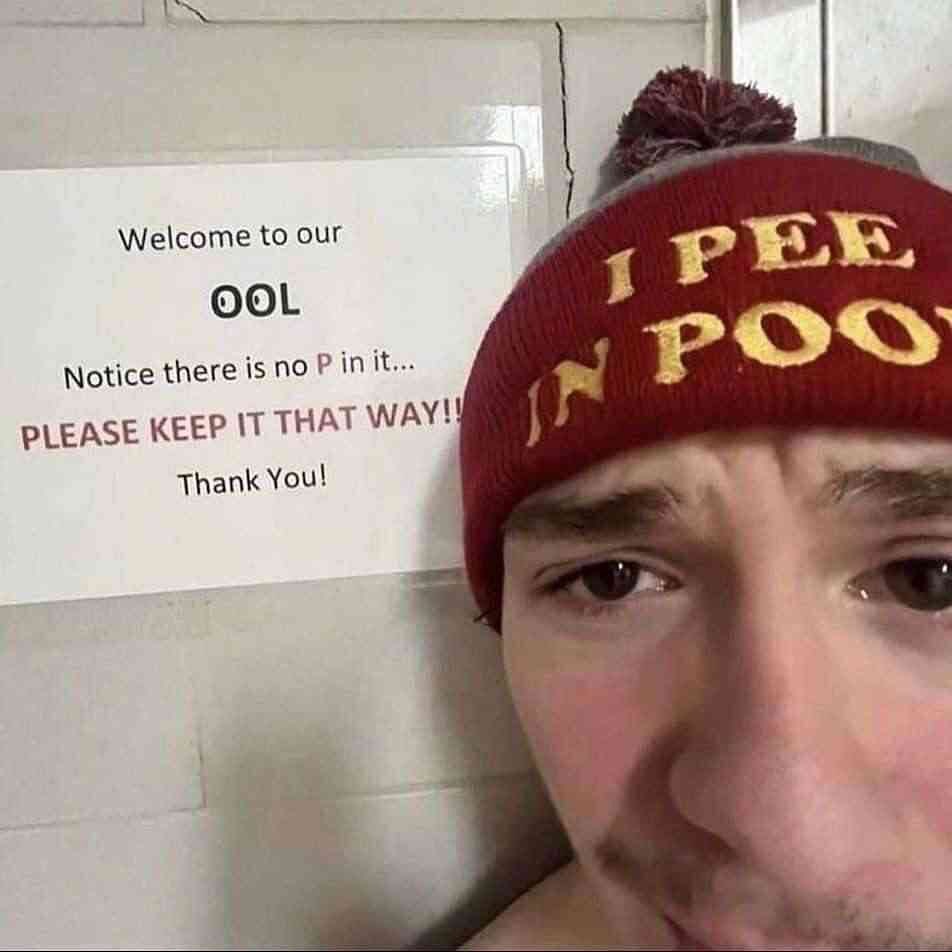 Welcome to our
OOL
Notice there is no P in it...
PLEASE KEEP IT THAT WAY!!
Thank You!
I PEE
IN POO